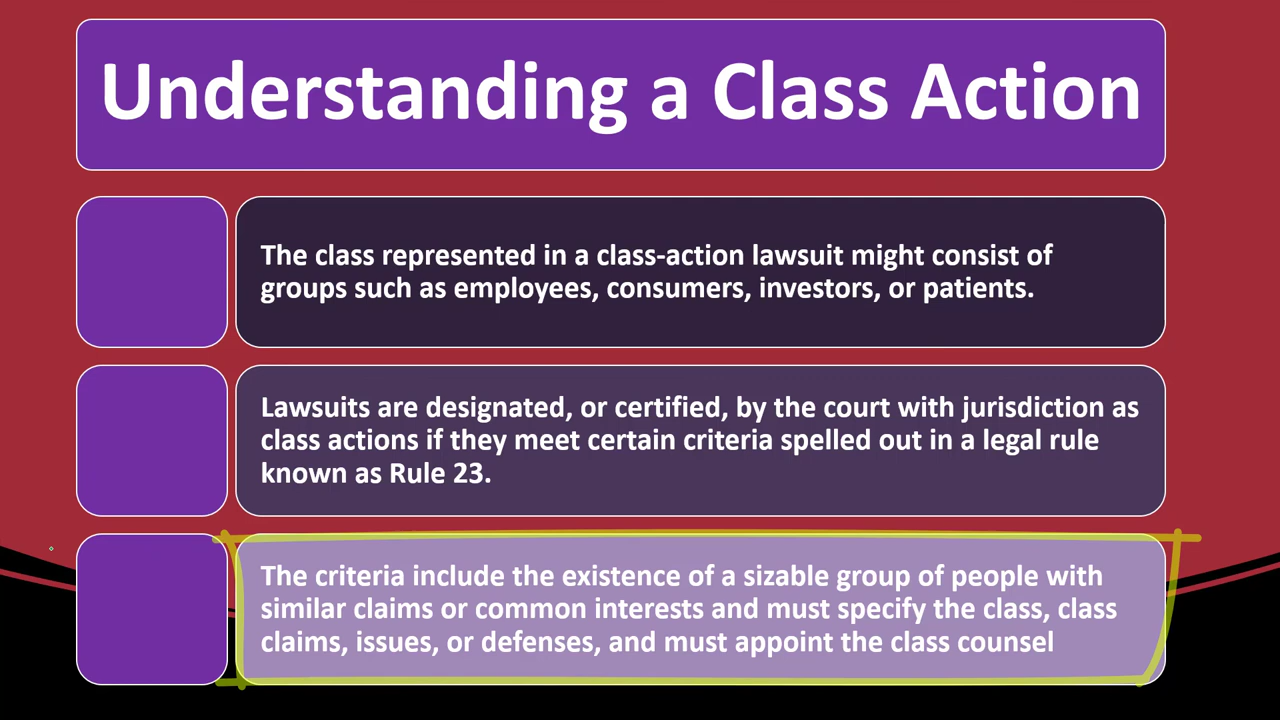 Understanding a Class Action
The class represented in a class-action lawsuit might consist of
groups such as employees, consumers, investors, or patients.
Lawsuits are designated, or certified, by the court with jurisdiction as
class actions if they meet certain criteria spelled out in a legal rule
known as Rule 23.
The criteria include the existence of a sizable group of people with
similar claims or common interests and must specify the class, class
claims, issues, or defenses, and must appoint the class counsel